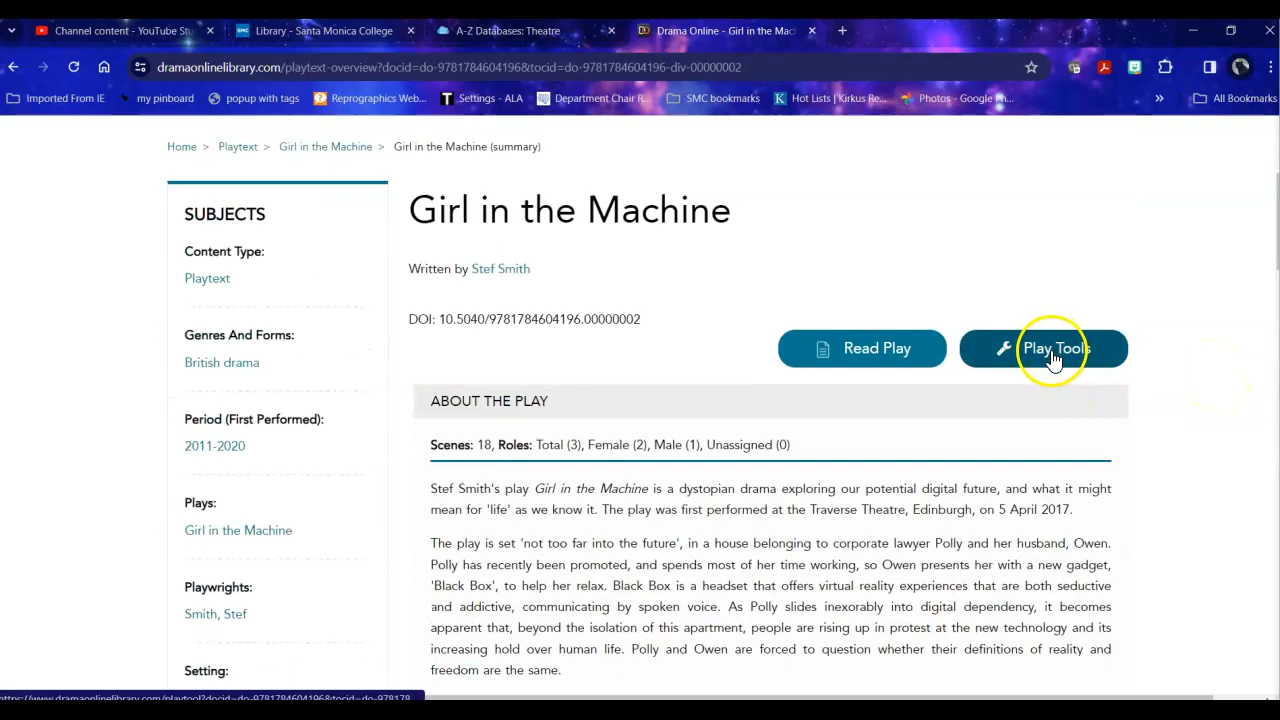 Channel content - YouTube Stu
Library - Santa Monica College
A-Z Databases: Theatre
Drama Online - Girl in the Mach
dramaonlinelibrary.com/playtext-overview?docid=do-9781784604196&tocid=do-9781784604196-div-00000002
Imported From IE
my pinboard
popup with tags
Reprographics Web...
Settings - ALA
Department Chair R...
SMC bookmarks
Hot Lists | Kirkus Re...
Photos - Google Ph...
»
All Bookmarks
Home > Playtext > Girl in the Machine > Girl in the Machine (summary)
SUBJECTS
Content Type:
Playtext
Genres And Forms:
British drama
Period (First Performed):
2011-2020
Plays:
Girl in the Machine
Playwrights:
Smith, Stef
Setting:
Girl in the Machine
Written by Stef Smith
DOI: 10.5040/9781784604196.00000002
Read Play
Play Tools
ABOUT THE PLAY
Scenes: 18, Roles: Total (3), Female (2), Male (1), Unassigned (0)
Stef Smith's play Girl in the Machine is a dystopian drama exploring our potential digital future, and what it might
mean for 'life' as we know it. The play was first performed at the Traverse Theatre, Edinburgh, on 5 April 2017.
The play is set 'not too far into the future', in a house belonging to corporate lawyer Polly and her husband, Owen.
Polly has recently been promoted, and spends most of her time working, so Owen presents her with a new gadget,
'Black Box', to help her relax. Black Box is a headset that offers virtual reality experiences that are both seductive
and addictive, communicating by spoken voice. As Polly slides inexorably into digital dependency, it becomes
apparent that, beyond the isolation of this apartment, people are rising up in protest at the new technology and its
increasing hold over human life. Polly and Owen are forced to question whether their definitions of reality and
freedom are the same.
https://www.dramaonlinelibrary.com/playtool?docid=do-9781784604196&tocid=do-978178...